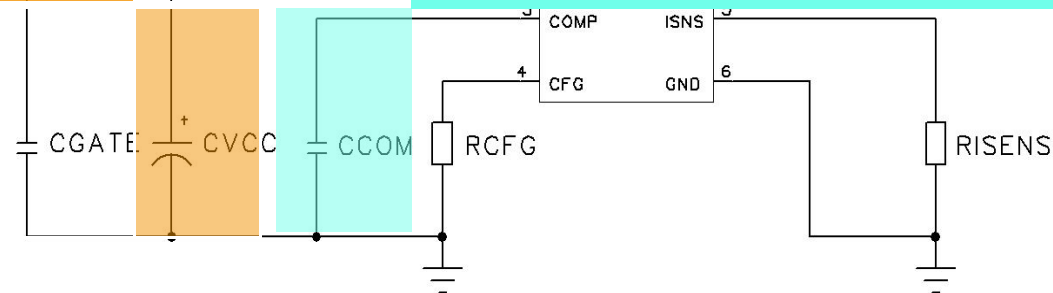 COMP ISNS
4 CFG GND 6
CGATE + CVCC CCOM RCFG RISENS